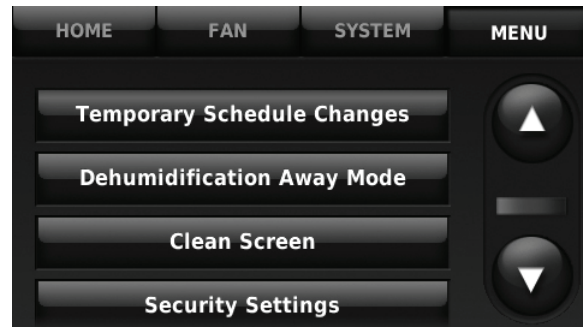 HOME FAN SYSTEM MENU
Temporary Schedule Changes
Dehumidification Away Mode
Clean Screen
Security Settings